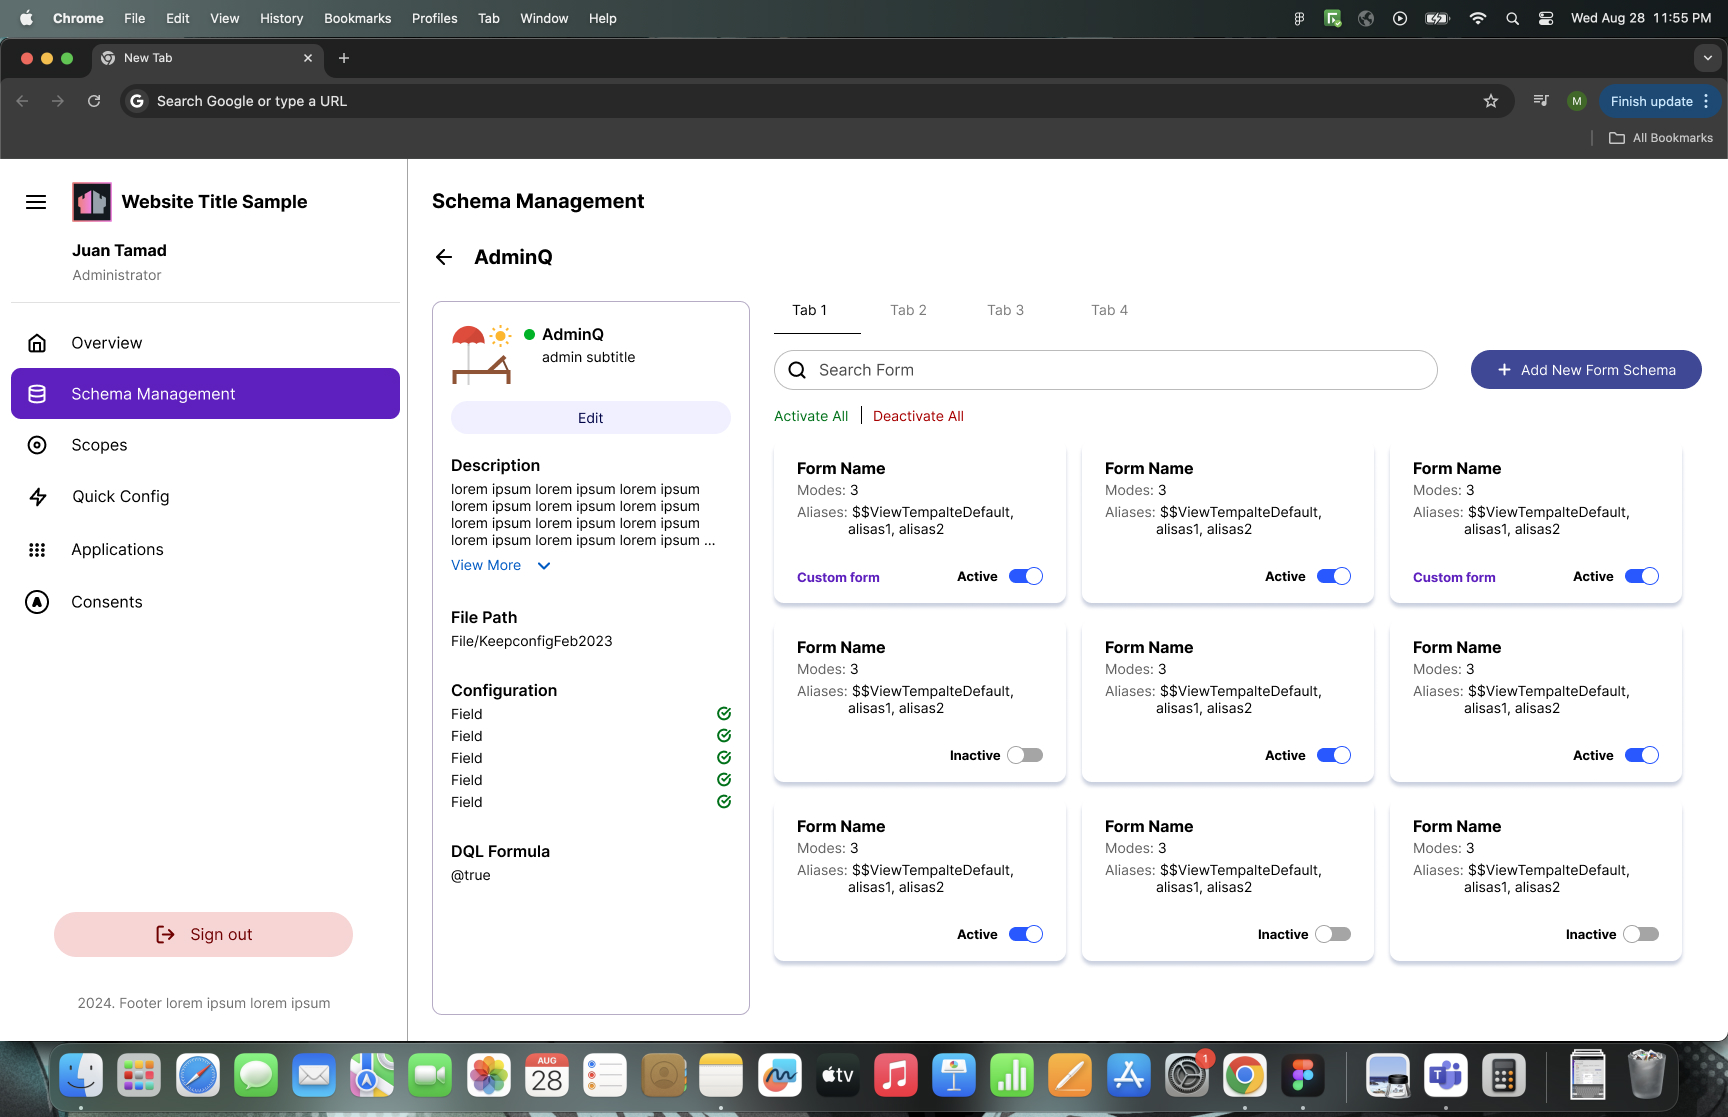 Chrome File Edit View History Bookmarks Profiles Tab Window Help
Wed Aug 28 11:55 PM
New Tab
Search Google or type a URL
M
Finish update
All Bookmarks
Website Title Sample
Juan Tamad
Administrator
Overview
Schema Management
Scopes
Quick Config
Applications
Consents
Sign out
2024. Footer lorem ipsum lorem ipsum
Schema Management
AdminQ
AdminQ
admin subtitle
Edit
Description
lorem ipsum lorem ipsum lorem ipsum
lorem ipsum lorem ipsum lorem ipsum
lorem ipsum lorem ipsum lorem ipsum
lorem ipsum lorem ipsum lorem ipsum ...
View More
File Path
File/KeepconfigFeb2023
Configuration
Field
Field
Field
Field
Field
DQL Formula
@true
Tab 1 Tab 2 Tab 3 Tab 4
Search Form
+ Add New Form Schema
Activate All | Deactivate All
Form Name
Modes: 3
Aliases: $$ViewTempalteDefault,
alisas1, alisas2
Custom form Active
Form Name
Modes: 3
Aliases: $$ViewTempalteDefault,
alisas1, alisas2
Active
Form Name
Modes: 3
Aliases: $$ViewTempalteDefault,
alisas1, alisas2
Custom form Active
Form Name
Modes: 3
Aliases: $$ViewTempalteDefault,
alisas1, alisas2
Inactive
Form Name
Modes: 3
Aliases: $$ViewTempalteDefault,
alisas1, alisas2
Active
Form Name
Modes: 3
Aliases: $$ViewTempalteDefault,
alisas1, alisas2
Active
Form Name
Modes: 3
Aliases: $$ViewTempalteDefault,
alisas1, alisas2
Active
Form Name
Modes: 3
Aliases: $$ViewTempalteDefault,
alisas1, alisas2
Inactive
Form Name
Modes: 3
Aliases: $$ViewTempalteDefault,
alisas1, alisas2
Inactive
AUG
28
tv
1